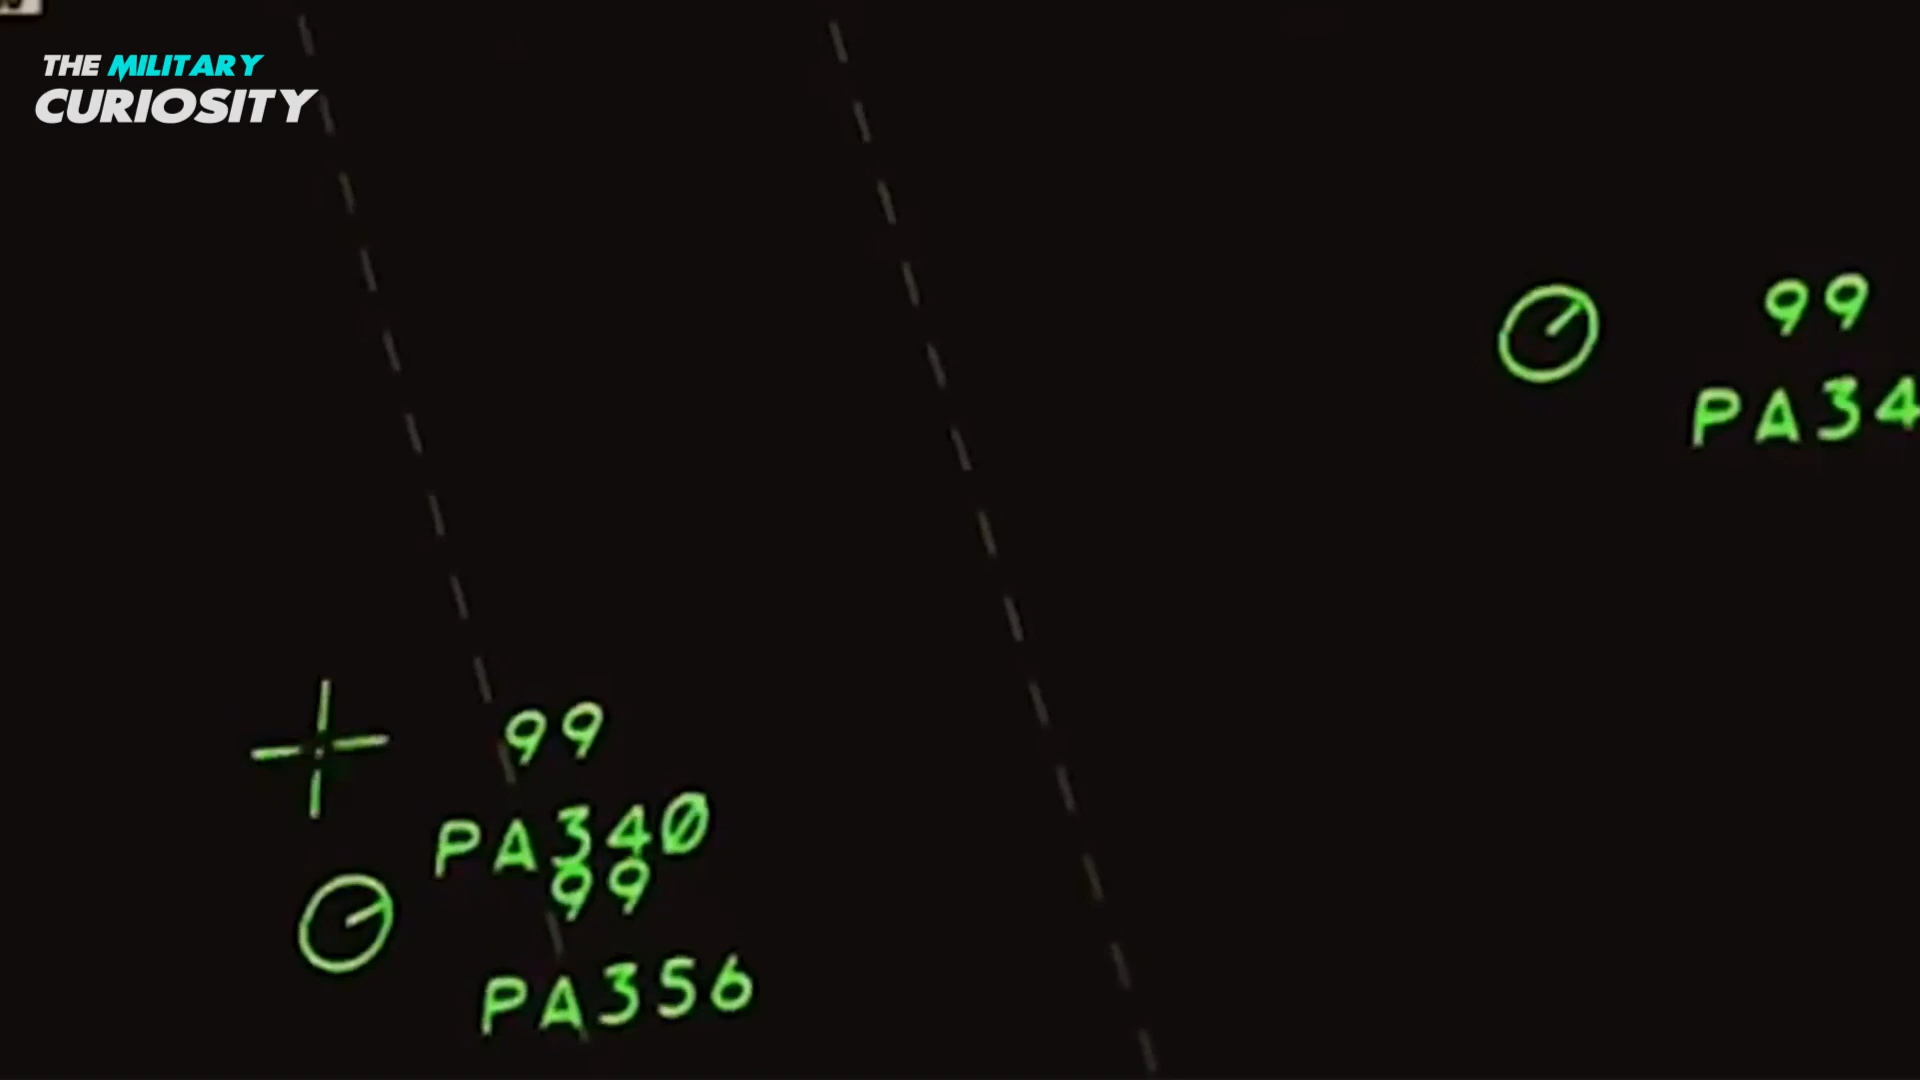 THE MILITARY
CURIOSITY
99
PA34
99
PA340
99
PA356